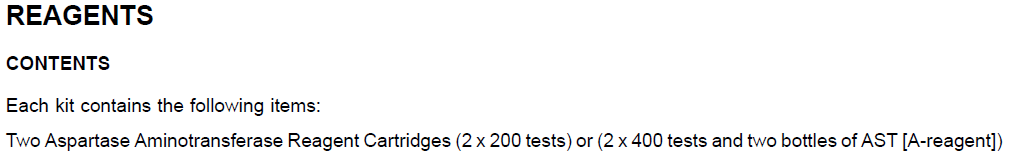 REAGENTS
CONTENTS
Each kit contains the following items:
Two Aspartase Aminotransferase Reagent Cartridges (2 x 200 tests) or (2 x 400 tests and two bottles of AST [A-reagent])